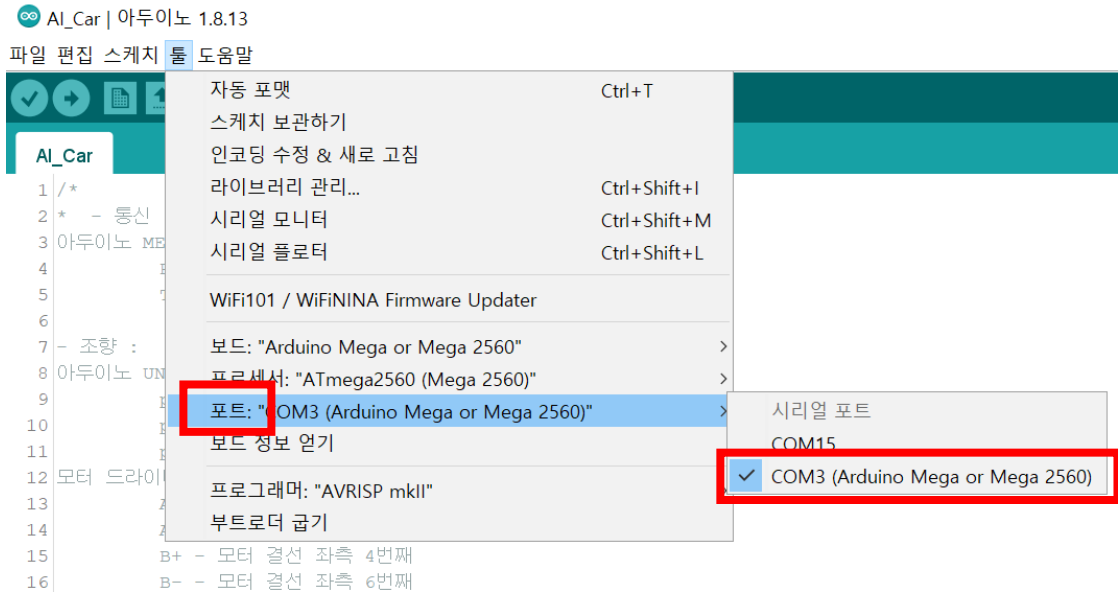 AI_Car | 아두이노 1.8.13
파일 편집 스케치 툴 도움말
자동 포맷 Ctrl+T
스케치 보관하기
인코딩 수정 & 새로 고침
라이브러리 관리... Ctrl+Shift+I
시리얼 모니터 Ctrl+Shift+M
시리얼 플로터 Ctrl+Shift+L
WiFi101 / WiFiNINA Firmware Updater
보드: "Arduino Mega or Mega 2560"
프로세서: "ATmega2560 (Mega 2560)"
포트: "COM3 (Arduino Mega or Mega 2560)"
보드 정보 얻기
프로그래머: "AVRISP mkII"
부트로더 굽기
시리얼 포트
COM15
COM3 (Arduino Mega or Mega 2560)
AI_Car
1 /*
2 * - 통신
3 아두이노 ME
4
5
6
7 - 조향 :
8 아두이노 UN
9
10
11
12 모터 드라이
13
14
15 B+ - 모터 결선 좌측 4번째
16 B- - 모터 결선 좌측 6번째